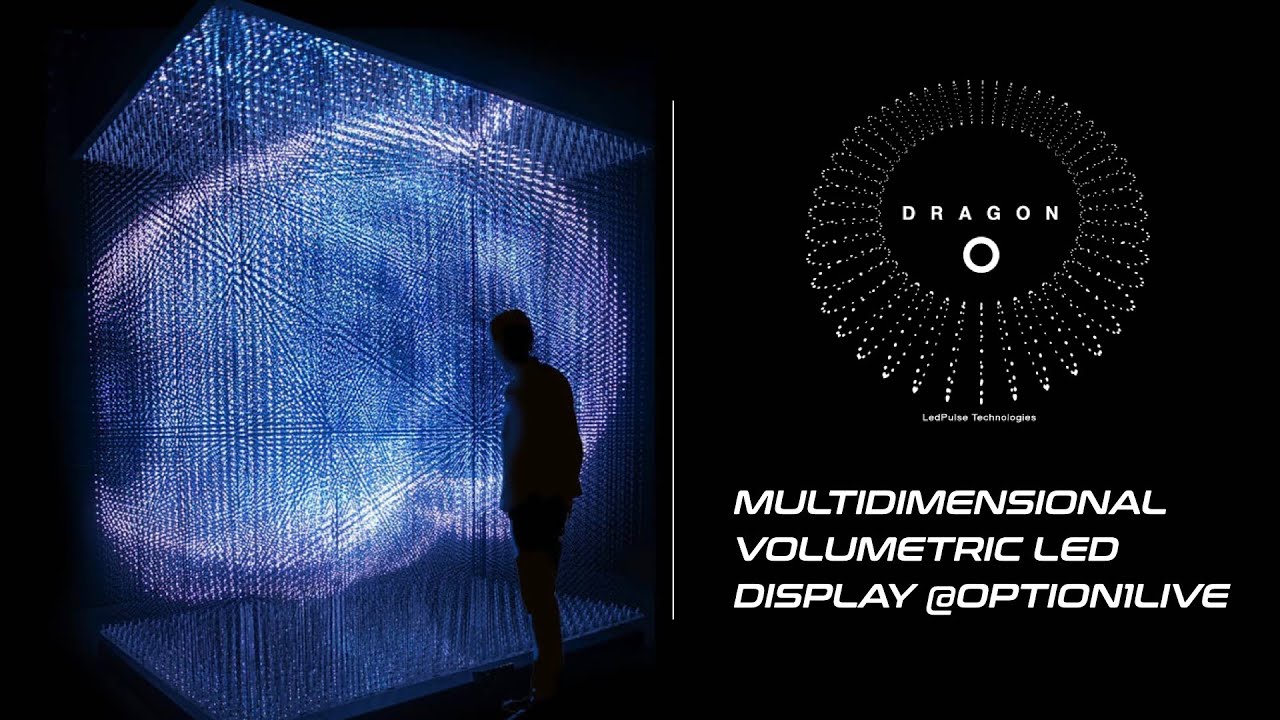 DRAGON
LedPulse Technologies
MULTIDIMENSIONAL
VOLUMETRIC LED
DISPLAY @OPTION1LIVE